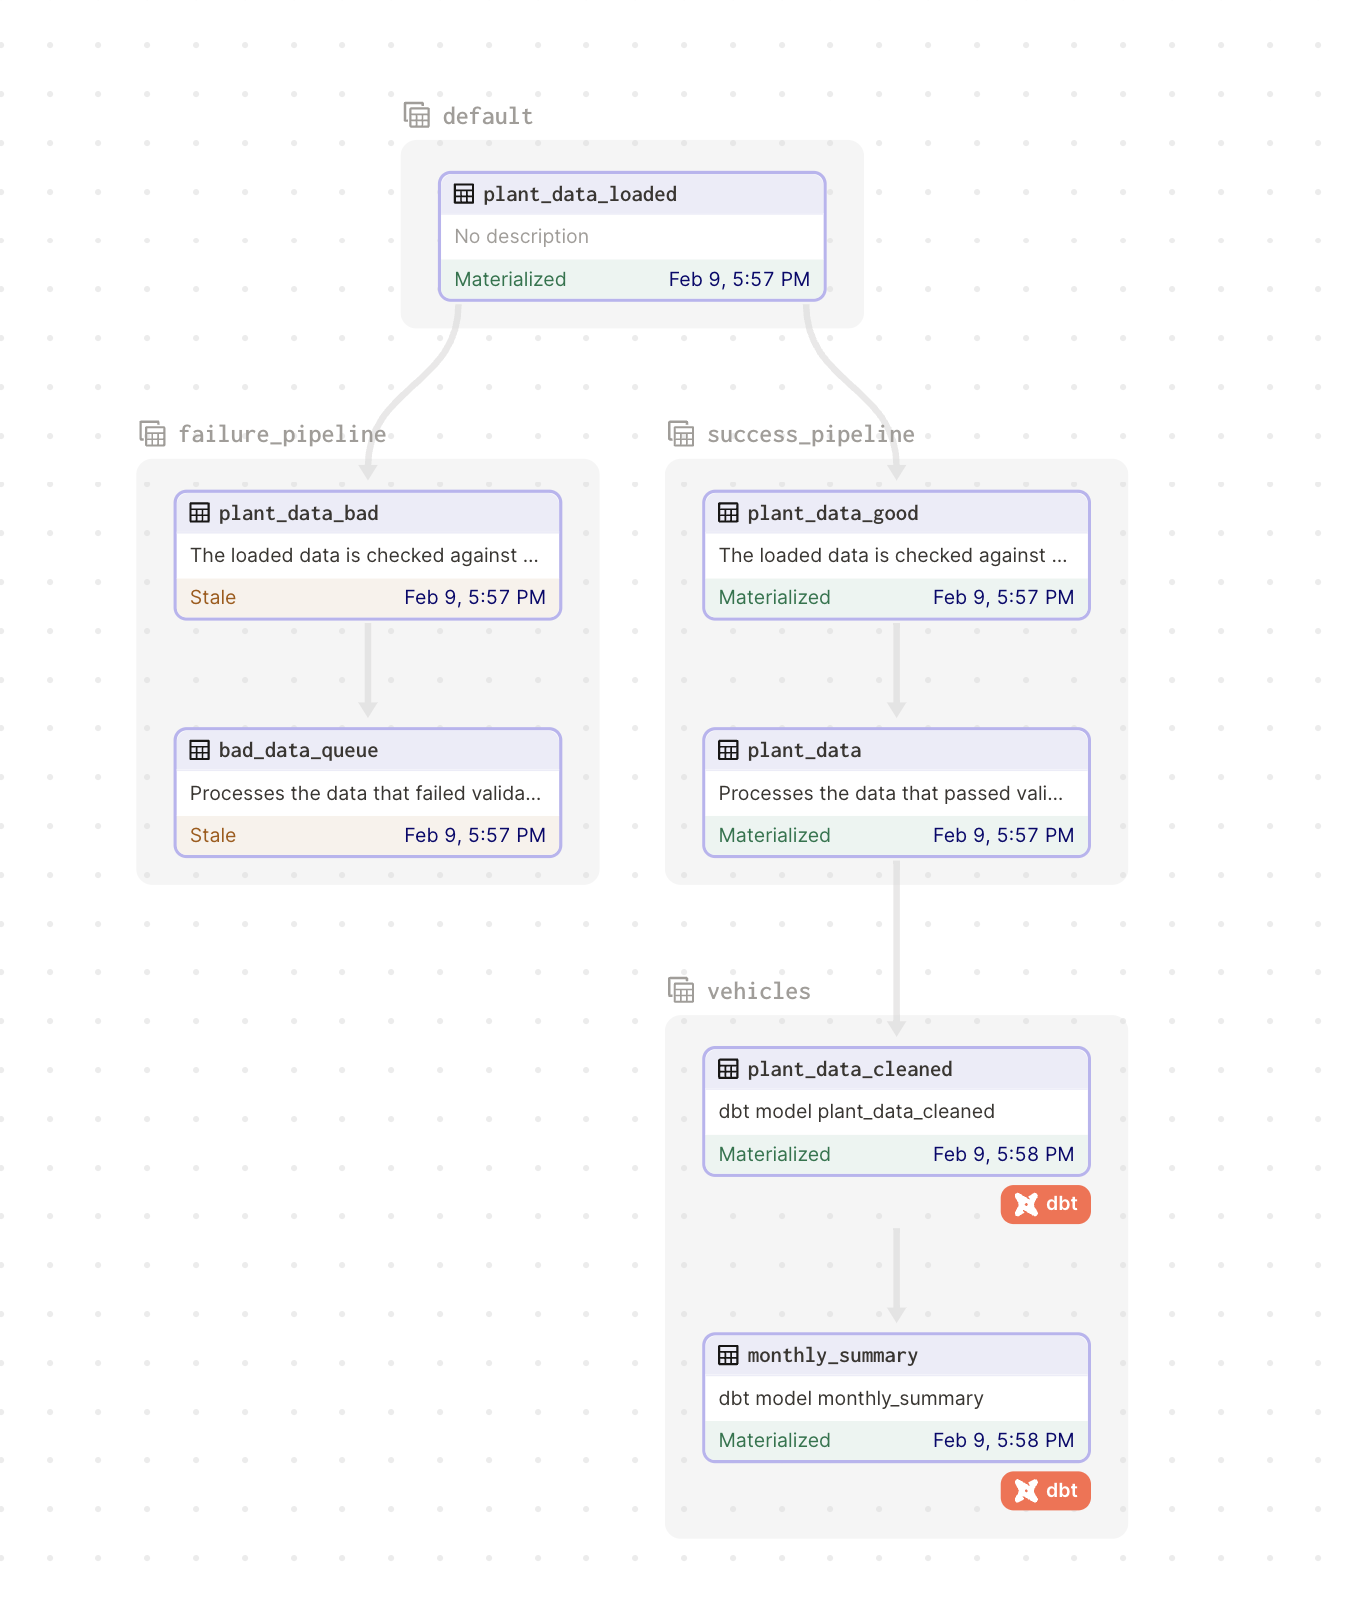 default
plant_data_loaded
No description
Materialized Feb 9, 5:57 PM
failure_pipeline
plant_data_bad
The loaded data is checked against ...
Stale Feb 9, 5:57 PM
bad_data_queue
Processes the data that failed valida...
Stale Feb 9, 5:57 PM
success_pipeline
plant_data_good
The loaded data is checked against ...
Materialized Feb 9, 5:57 PM
plant_data
Processes the data that passed vali...
Materialized Feb 9, 5:57 PM
vehicles
plant_data_cleaned
dbt model plant_data_cleaned
Materialized Feb 9, 5:58 PM
dbt
monthly_summary
dbt model monthly_summary
Materialized Feb 9, 5:58 PM
dbt